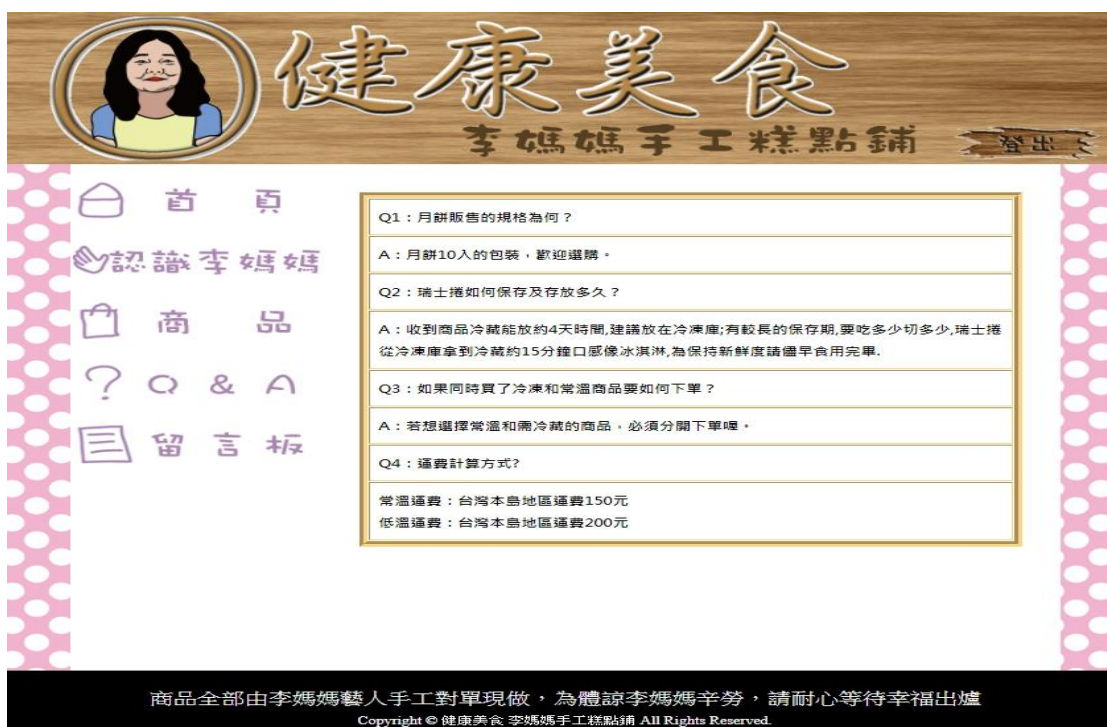 健康美食
李媽媽手工糕點鋪
登出
首頁
認識李媽媽
商品
Q & A
留言板
Q1：月餅販售的規格為何？
A：月餅10入的包裝，歡迎選購。
Q2：瑞士捲如何保存及存放多久？
A：收到商品冷藏能放約4天時間,建議放在冷凍庫;有較長的保存期,要吃多少切多少,瑞士捲
從冷凍庫拿到冷藏約15分鐘口感像冰淇淋,為保持新鮮度請儘早食用完畢.
Q3：如果同時買了冷凍和常溫商品要如何下單？
A：若想選擇常溫和需冷藏的商品，必須分開下單喔。
Q4：運費計算方式?
常溫運費：台灣本島地區運費150元
低溫運費：台灣本島地區運費200元
商品全部由李媽媽藝人手工對單現做，為體諒李媽媽辛勞，請耐心等待幸福出爐
Copyright © 健康美食 李媽媽手工糕點鋪 All Rights Reserved.